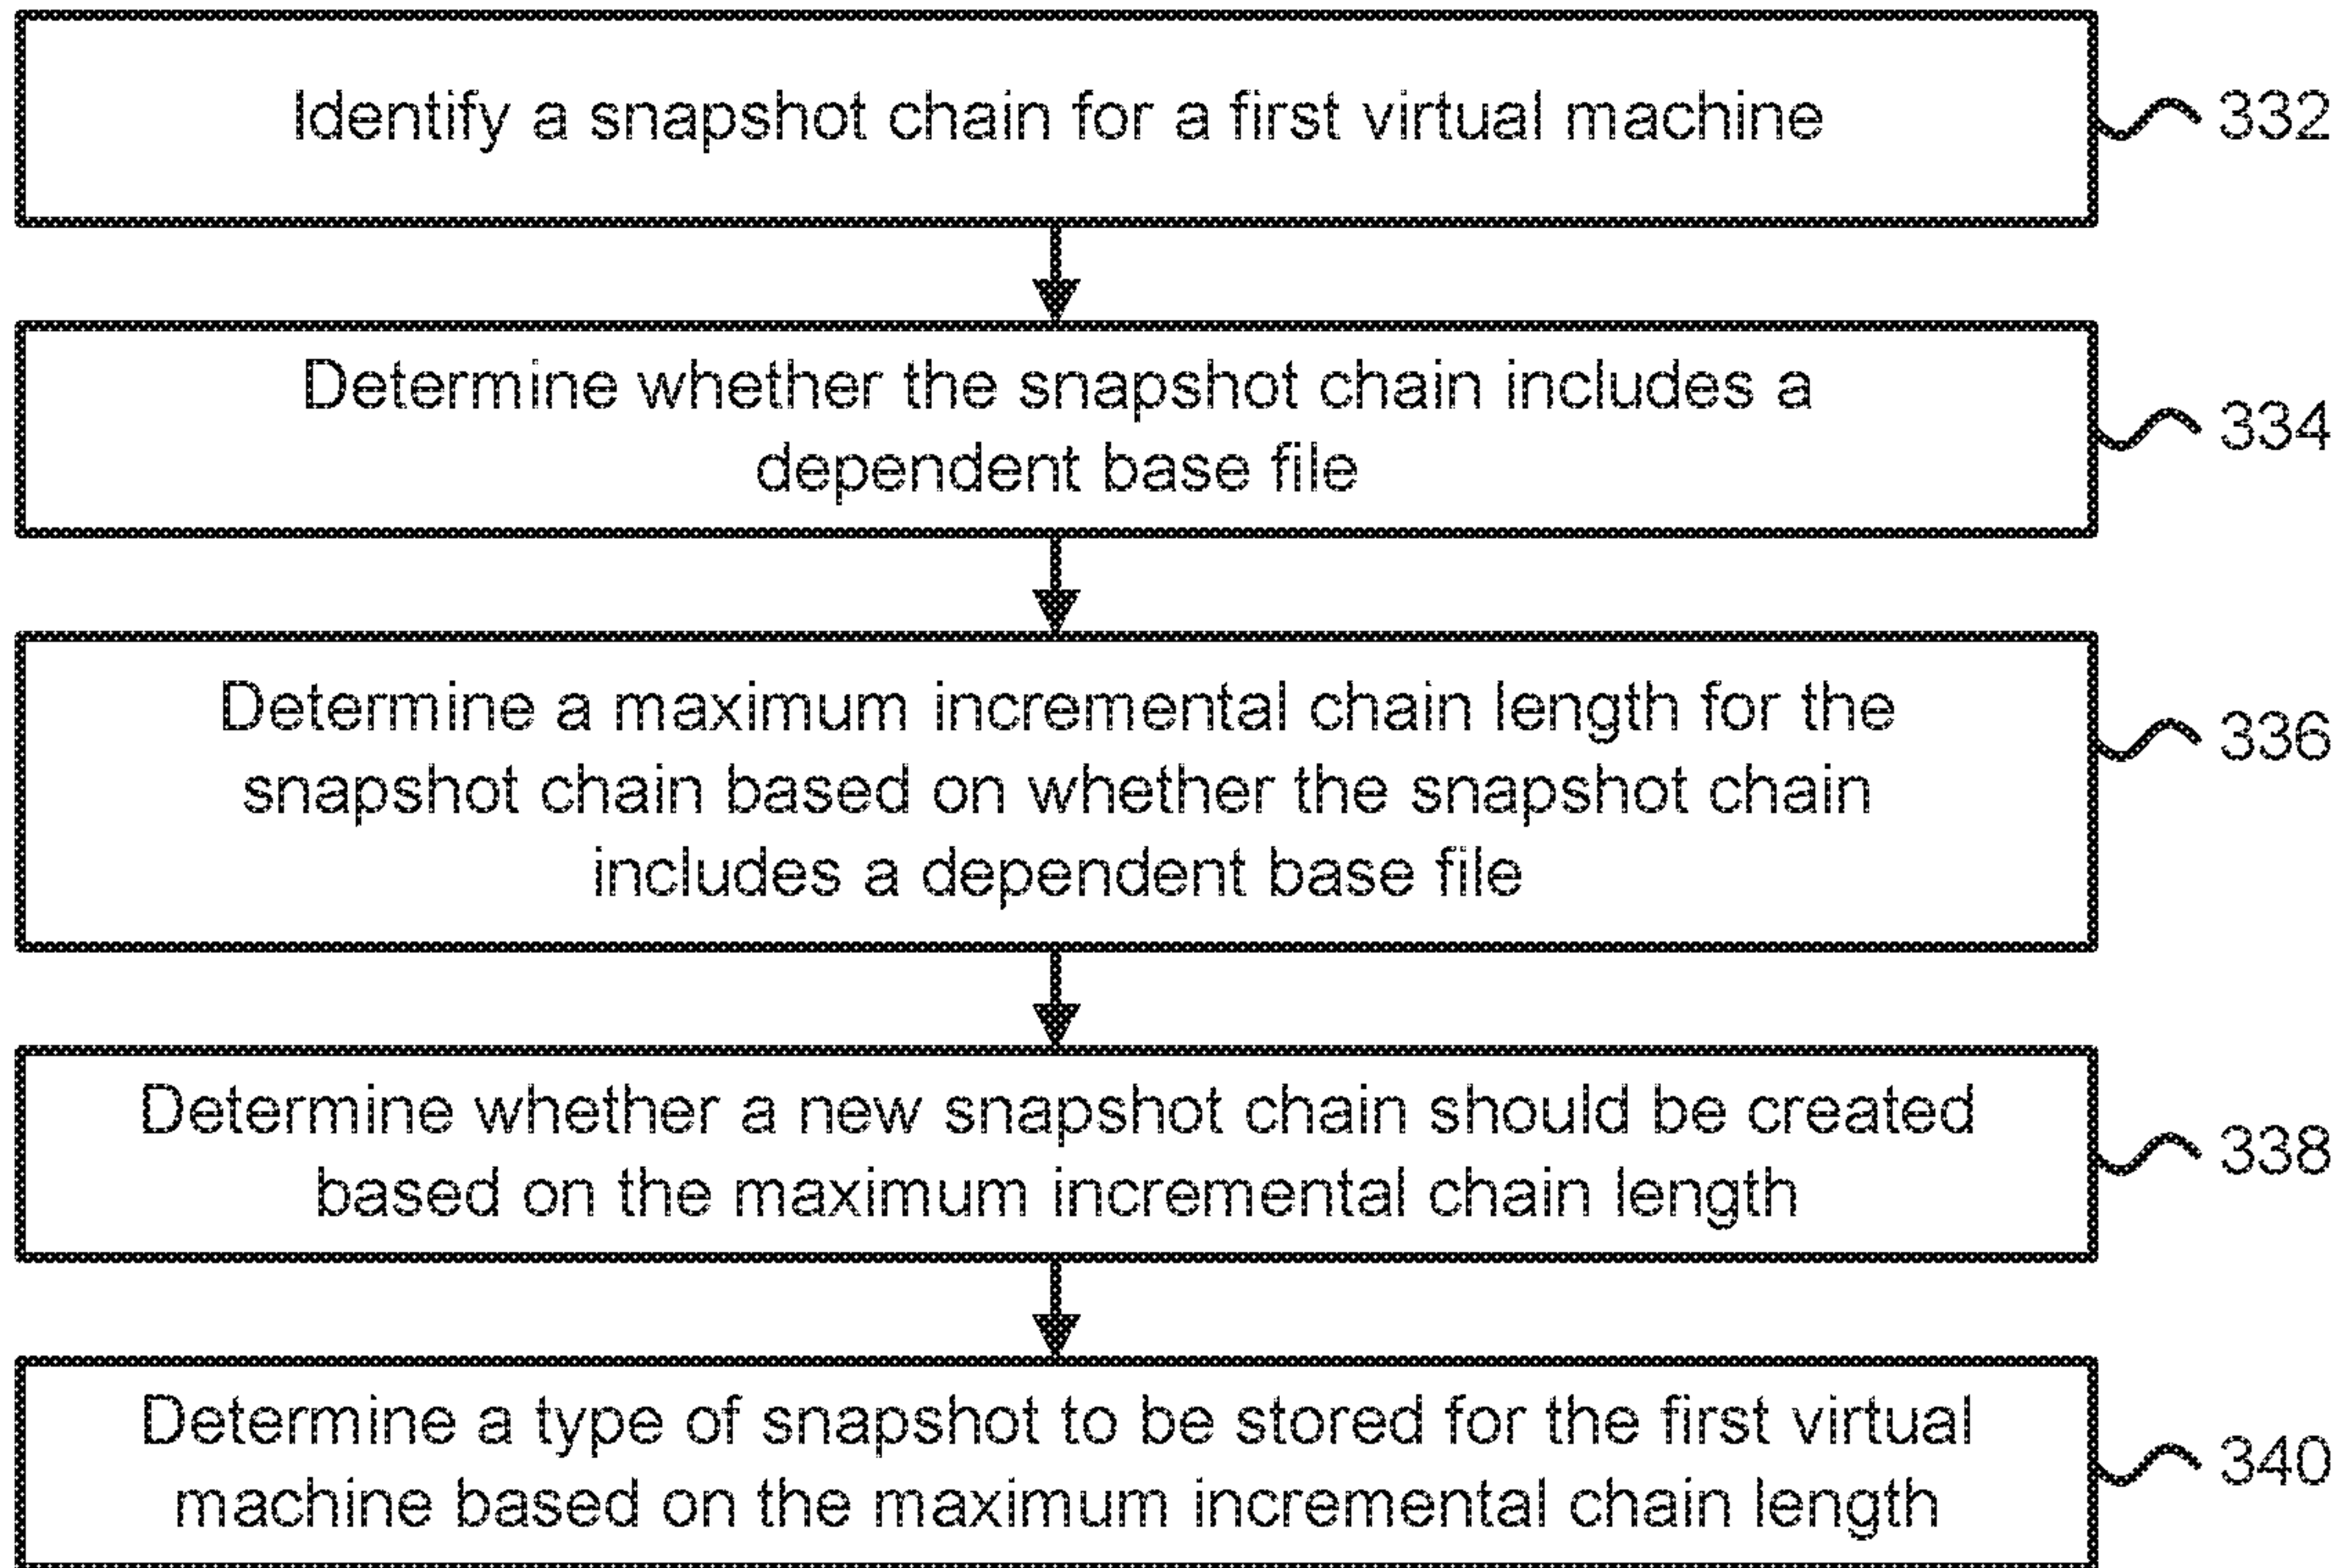 Identify a snapshot chain for a first virtual machine
332
Determine whether the snapshot chain includes a
dependent base file
334
Determine a maximum incremental chain length for the
snapshot chain based on whether the snapshot chain
includes a dependent base file
336
Determine whether a new snapshot chain should be created
based on the maximum incremental chain length
338
Determine a type of snapshot to be stored for the first virtual
machine based on the maximum incremental chain length
340